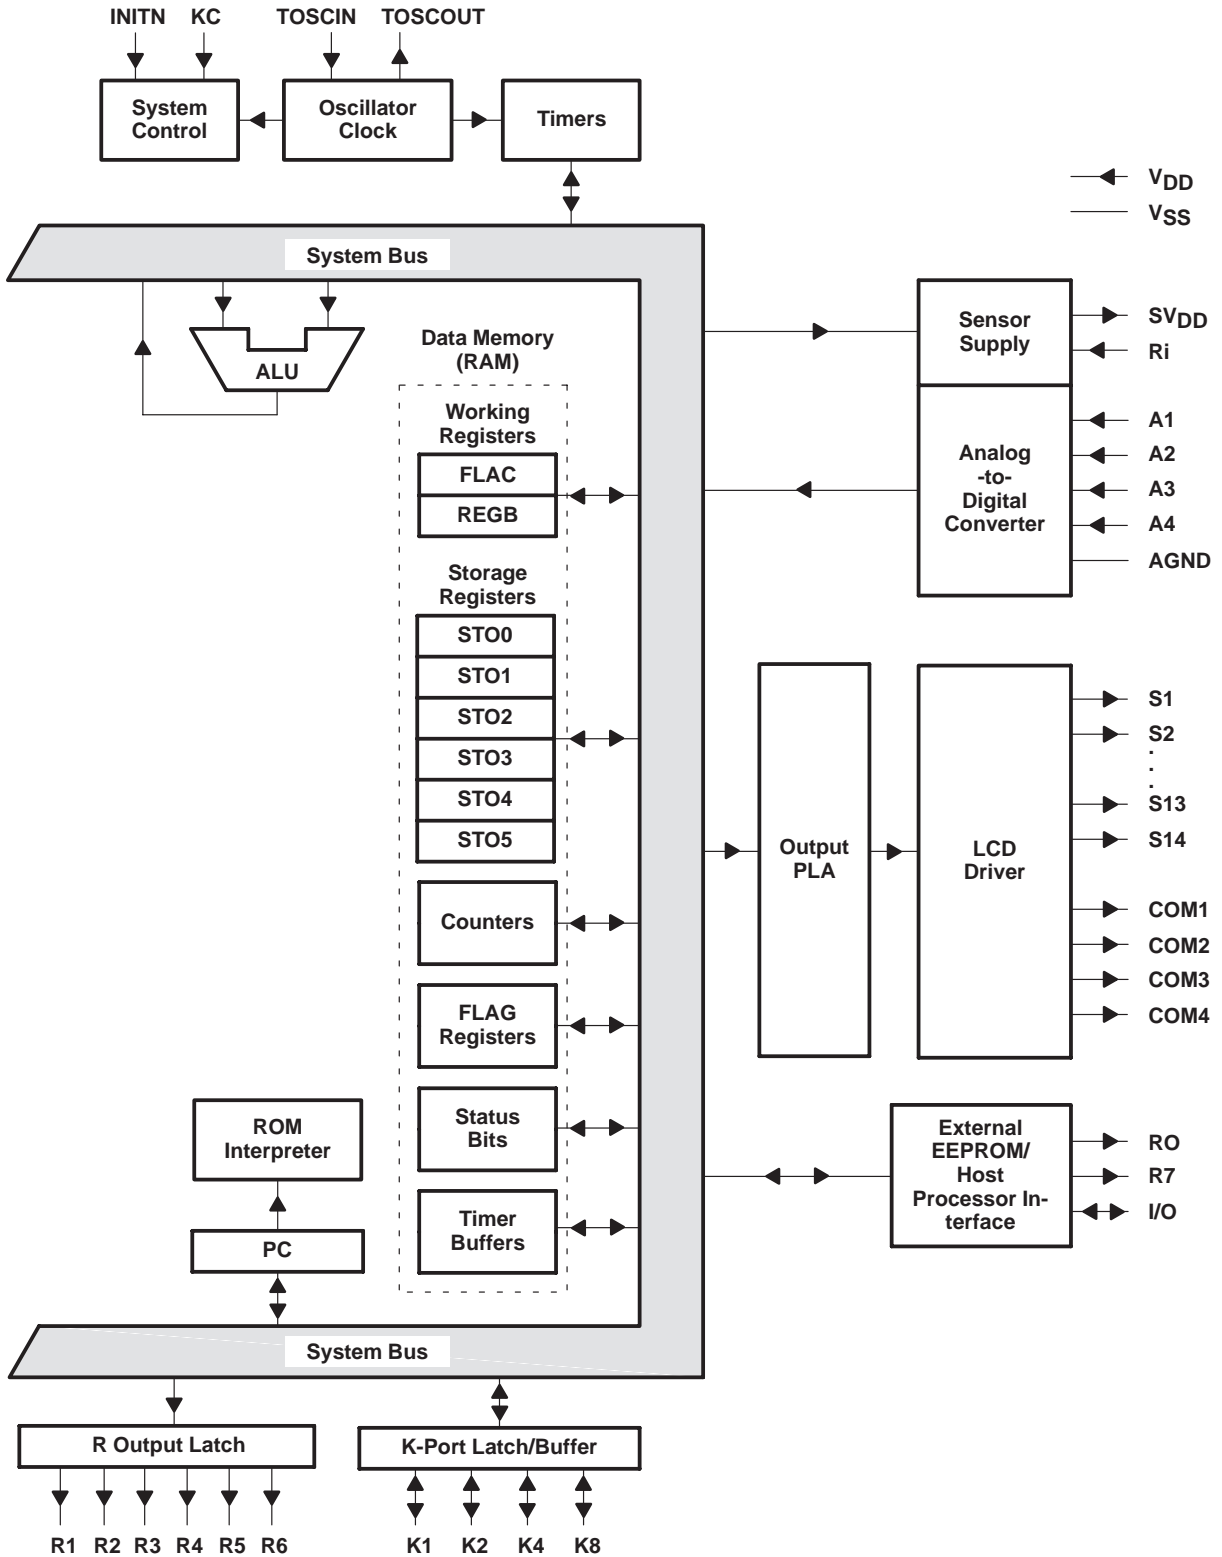 INITN KC TOSCIN TOSCOUT
System
Control
Oscillator
Clock
Timers
VDD
VSS
System Bus
ALU
Data Memory
(RAM)
Working
Registers
FLAC
REGB
Storage
Registers
STO0
STO1
STO2
STO3
STO4
STO5
Counters
FLAG
Registers
Status
Bits
Timer
Buffers
ROM
Interpreter
PC
Sensor
Supply
SVDD
Ri
Analog
-to-
Digital
Converter
A1
A2
A3
A4
AGND
Output
PLA
LCD
Driver
S1
S2
.
.
.
S13
S14
COM1
COM2
COM3
COM4
External
EEPROM/
Host
Processor In-
terface
RO
R7
I/O
System Bus
R Output Latch
K-Port Latch/Buffer
R1 R2 R3 R4 R5 R6
K1 K2 K4 K8